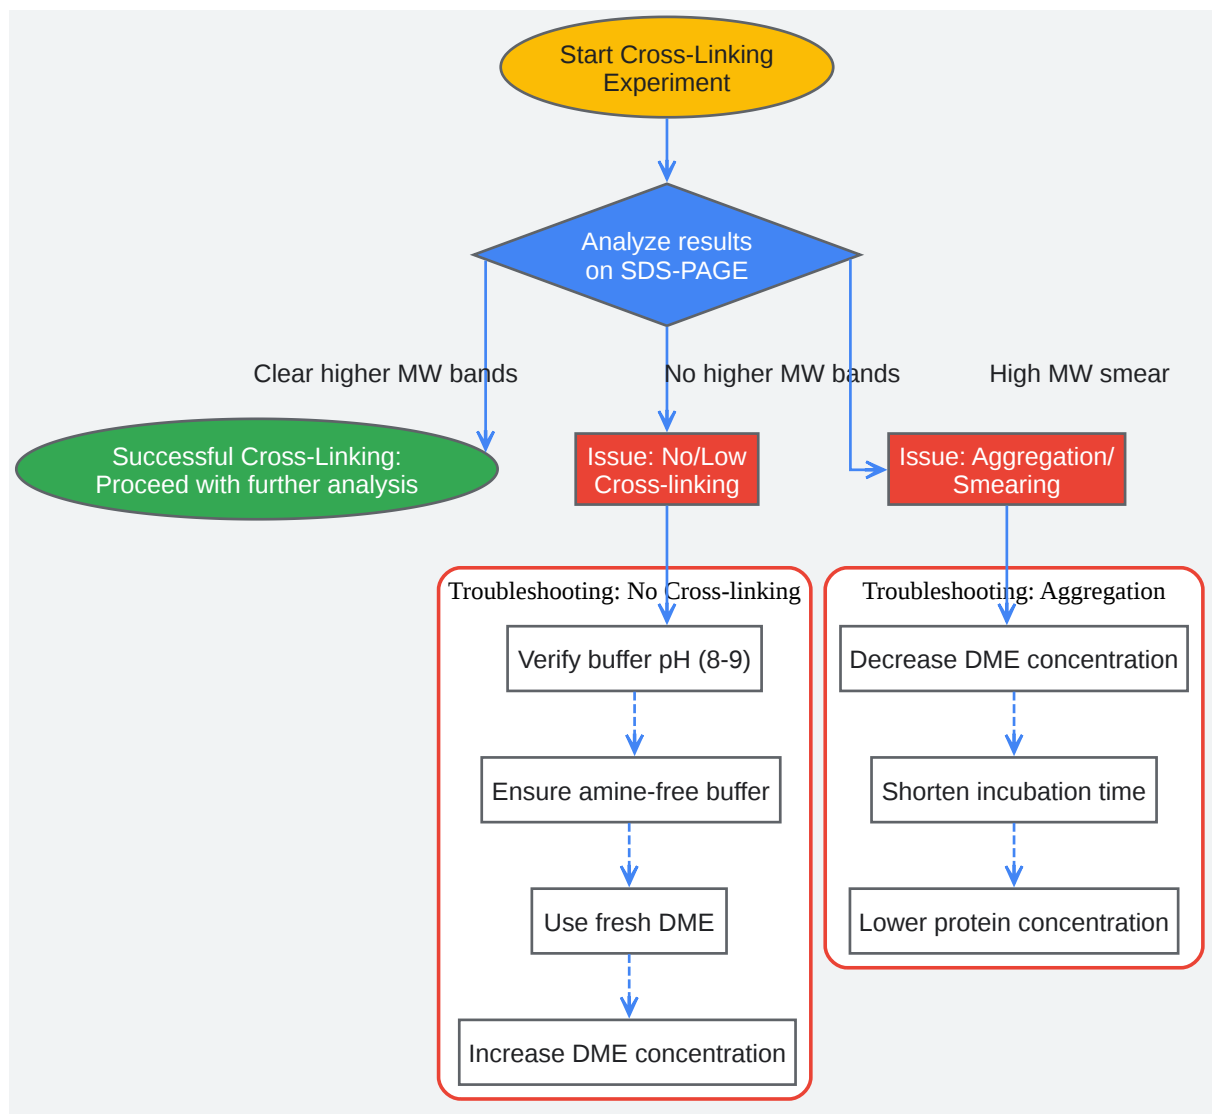 Start Cross-Linking
Experiment
Analyze results
on SDS-PAGE
Clear higher MW bands
No higher MW bands
High MW smear
Successful Cross-Linking:
Proceed with further analysis
Issue: No/Low
Cross-linking
Issue: Aggregation/
Smearing
Troubleshooting: No Cross-linking
Verify buffer pH (8-9)
Ensure amine-free buffer
Use fresh DME
Increase DME concentration
Troubleshooting: Aggregation
Decrease DME concentration
Shorten incubation time
Lower protein concentration